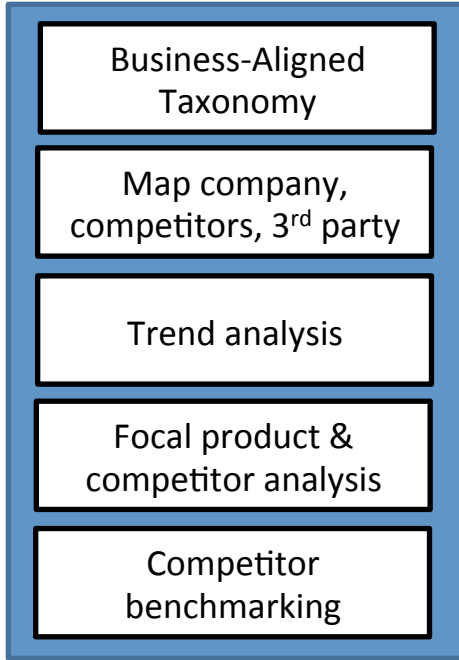 Business-Aligned
Taxonomy
Map company,
competitors, 3rd party
Trend analysis
Focal product &
competitor analysis
Competitor
benchmarking